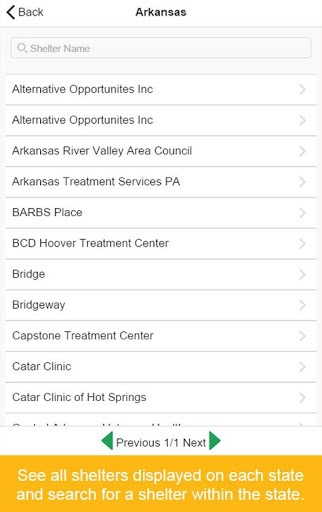 Back
Arkansas
Shelter Name
Alternative Opportunites Inc
Alternative Opportunites Inc
Arkansas River Valley Area Council
Arkansas Treatment Services PA
BARBS Place
BCD Hoover Treatment Center
Bridge
Bridgeway
Capstone Treatment Center
Catar Clinic
Catar Clinic of Hot Springs
Previous 1/1 Next
See all shelters displayed on each state
and search for a shelter within the state.